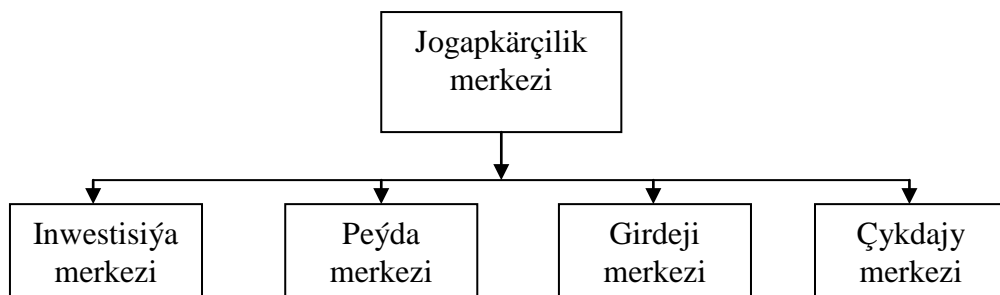 Jogapkärçilik
merkezi
Inwestisiýa
merkezi
Peýda
merkezi
Girdeji
merkezi
Çykdajy
merkezi